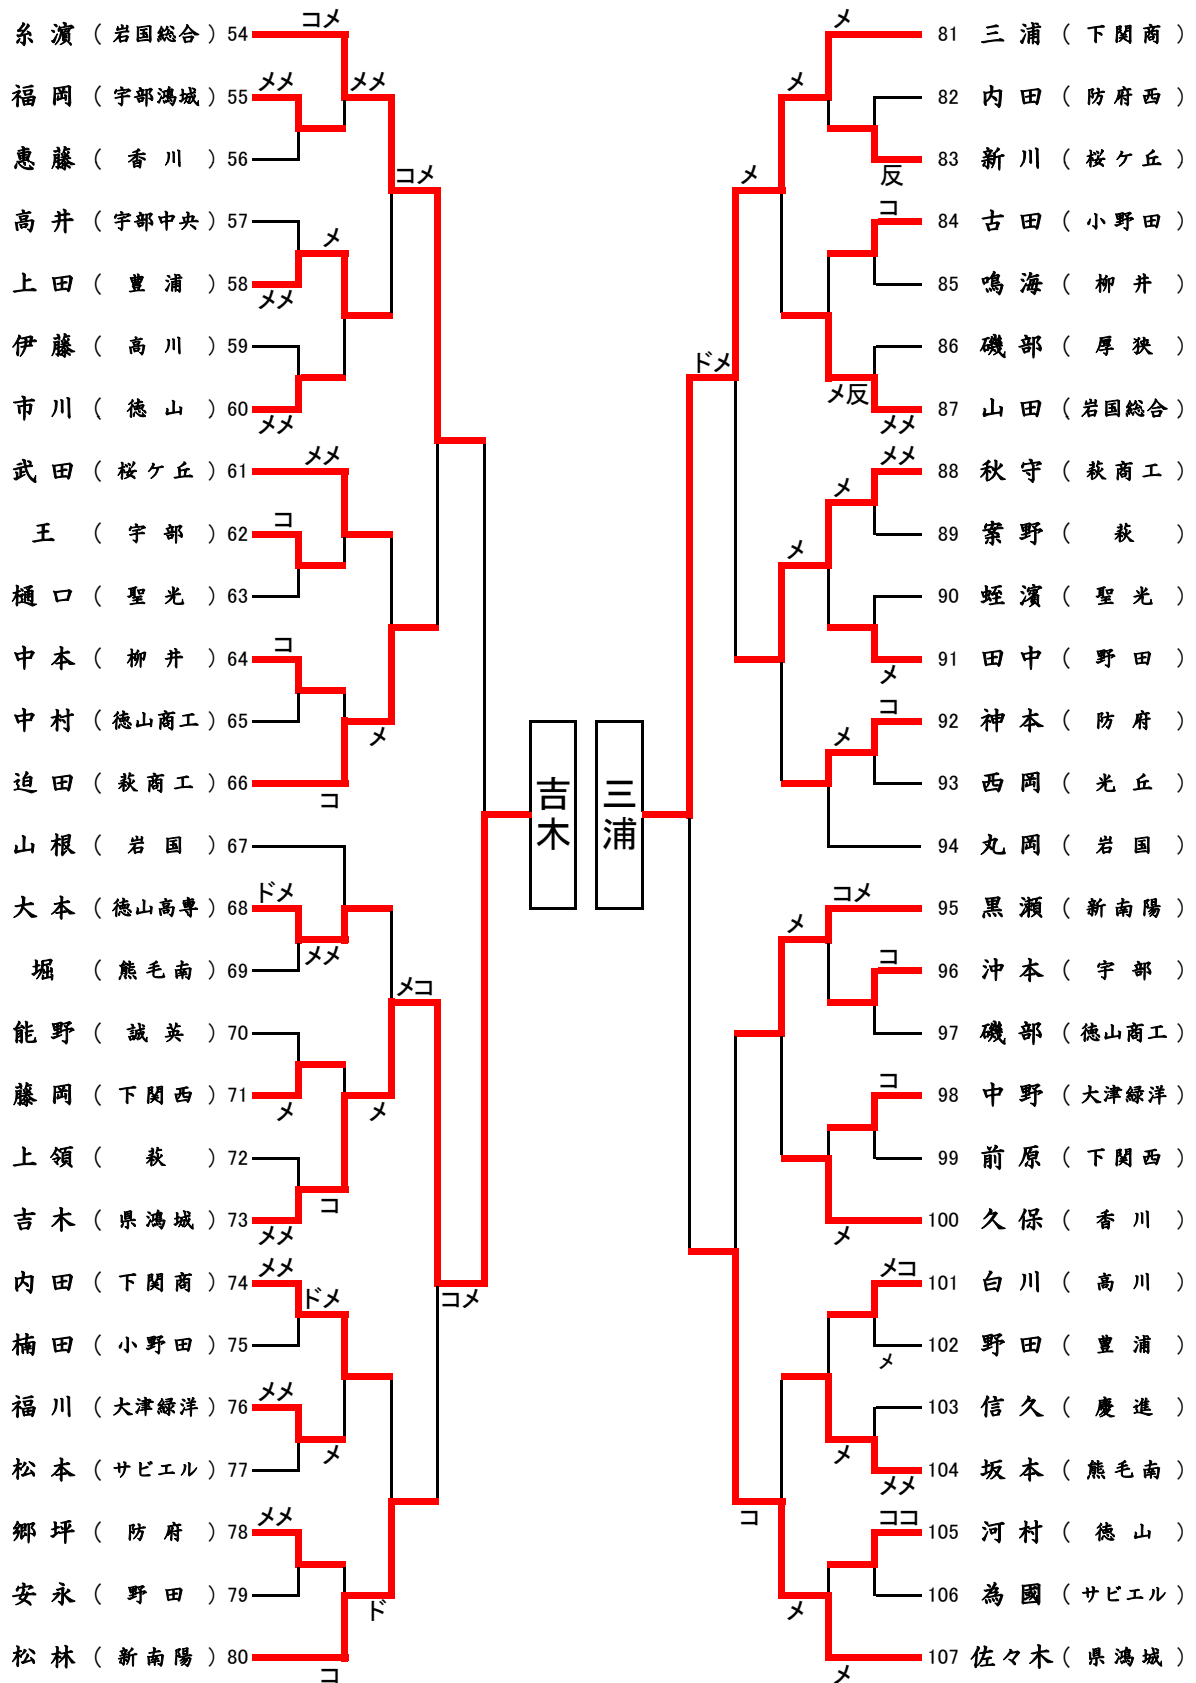 コメ
糸濵 (岩国総合) 54
メメ メメ
福岡 (宇部鴻城) 55
惠藤 (香川) 56
コメ
高井 (宇部中央) 57
メ
上田 (豊浦) 58
メメ
伊藤 (高川) 59
市川 (徳山) 60
メメ
メメ
武田 (桜ケ丘) 61
コ
王 (宇部) 62
樋口 (聖光) 63
コ
中本 (柳井) 64
中村 (徳山商工) 65
メ
迫田 (萩商工) 66
コ
山根 (岩国) 67
ドメ
大本 (徳山高専) 68
メメ
堀 (熊毛南) 69
メコ
能野 (誠英) 70
藤岡 (下関西) 71
メ メ
上領 (萩) 72
コ
吉木 (県鴻城) 73
メメ
メメ
内田 (下関商) 74
ドメ コメ
楠田 (小野田) 75
メメ
福川 (大津緑洋) 76
メ
松本 (サビエル) 77
メメ
郷坪 (防府) 78
安永 (野田) 79
ド
松林 (新南陽) 80
コ
吉木
三浦
メ
81 三浦 (下関商)
メ
82 内田 (防府西)
83 新川 (桜ケ丘)
メ 反
コ
84 古田 (小野田)
85 鳴海 (柳井)
86 磯部 (厚狭)
ドメ
メ反
87 山田 (岩国総合)
メメ
メメ
88 秋守 (萩商工)
メ
89 案野 (萩)
メ
90 蛭濱 (聖光)
91 田中 (野田)
メ
コ
92 神本 (防府)
メ
93 西岡 (光丘)
94 丸岡 (岩国)
コメ
95 黒瀬 (新南陽)
メ
コ
96 沖本 (宇部)
97 磯部 (徳山商工)
コ
98 中野 (大津緑洋)
99 前原 (下関西)
100 久保 (香川)
メ
メコ
101 白川 (高川)
102 野田 (豊浦)
メ
103 信久 (慶進)
メ
104 坂本 (熊毛南)
メメ
コ ココ
105 河村 (徳山)
106 為國 (サビエル)
メ
107 佐々木 (県鴻城)
メ